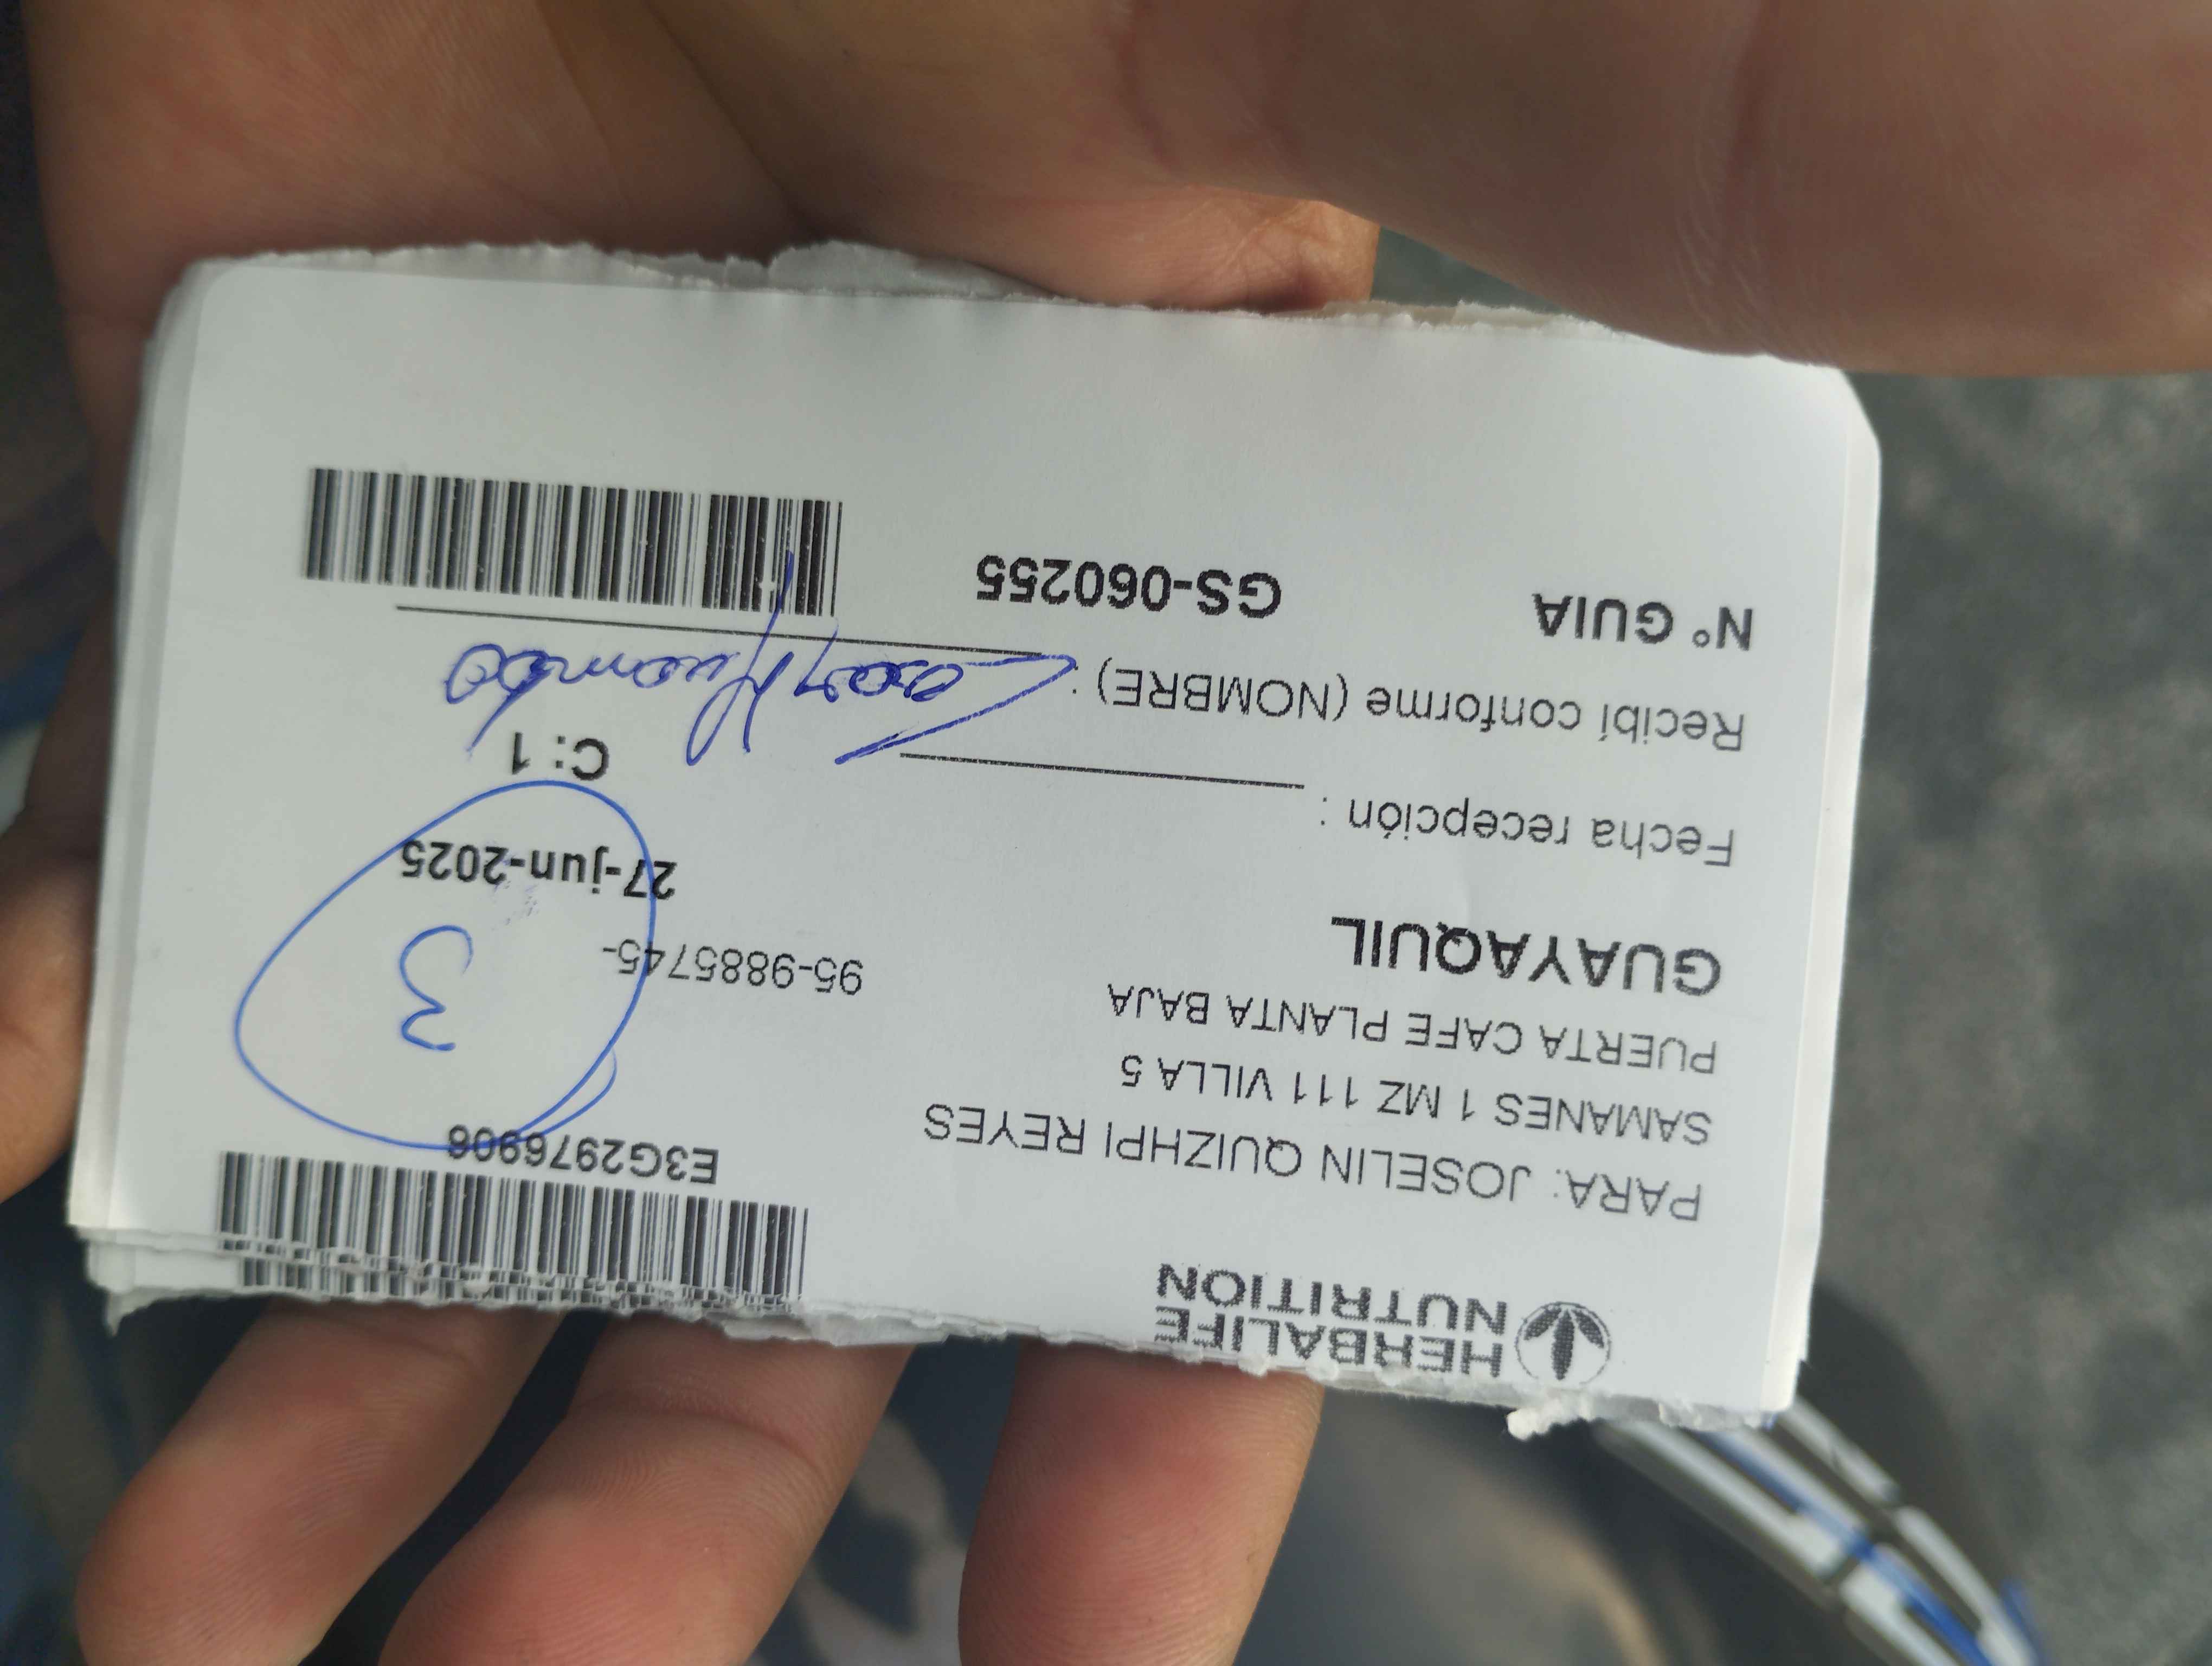 HERBALIFE
NUTRITION
PARA: JOSELIN QUIZHPI REYES
E3G2976906
SAMANES 1 MZ 111 VILLA 5
PUERTA CAFE PLANTA BAJA
95-9885745-
3
GUAYAQUIL
27-jun-2025
Fecha recepción :
C: 1
Recibí conforme (NOMBRE) :
N° GUIA GS-060255